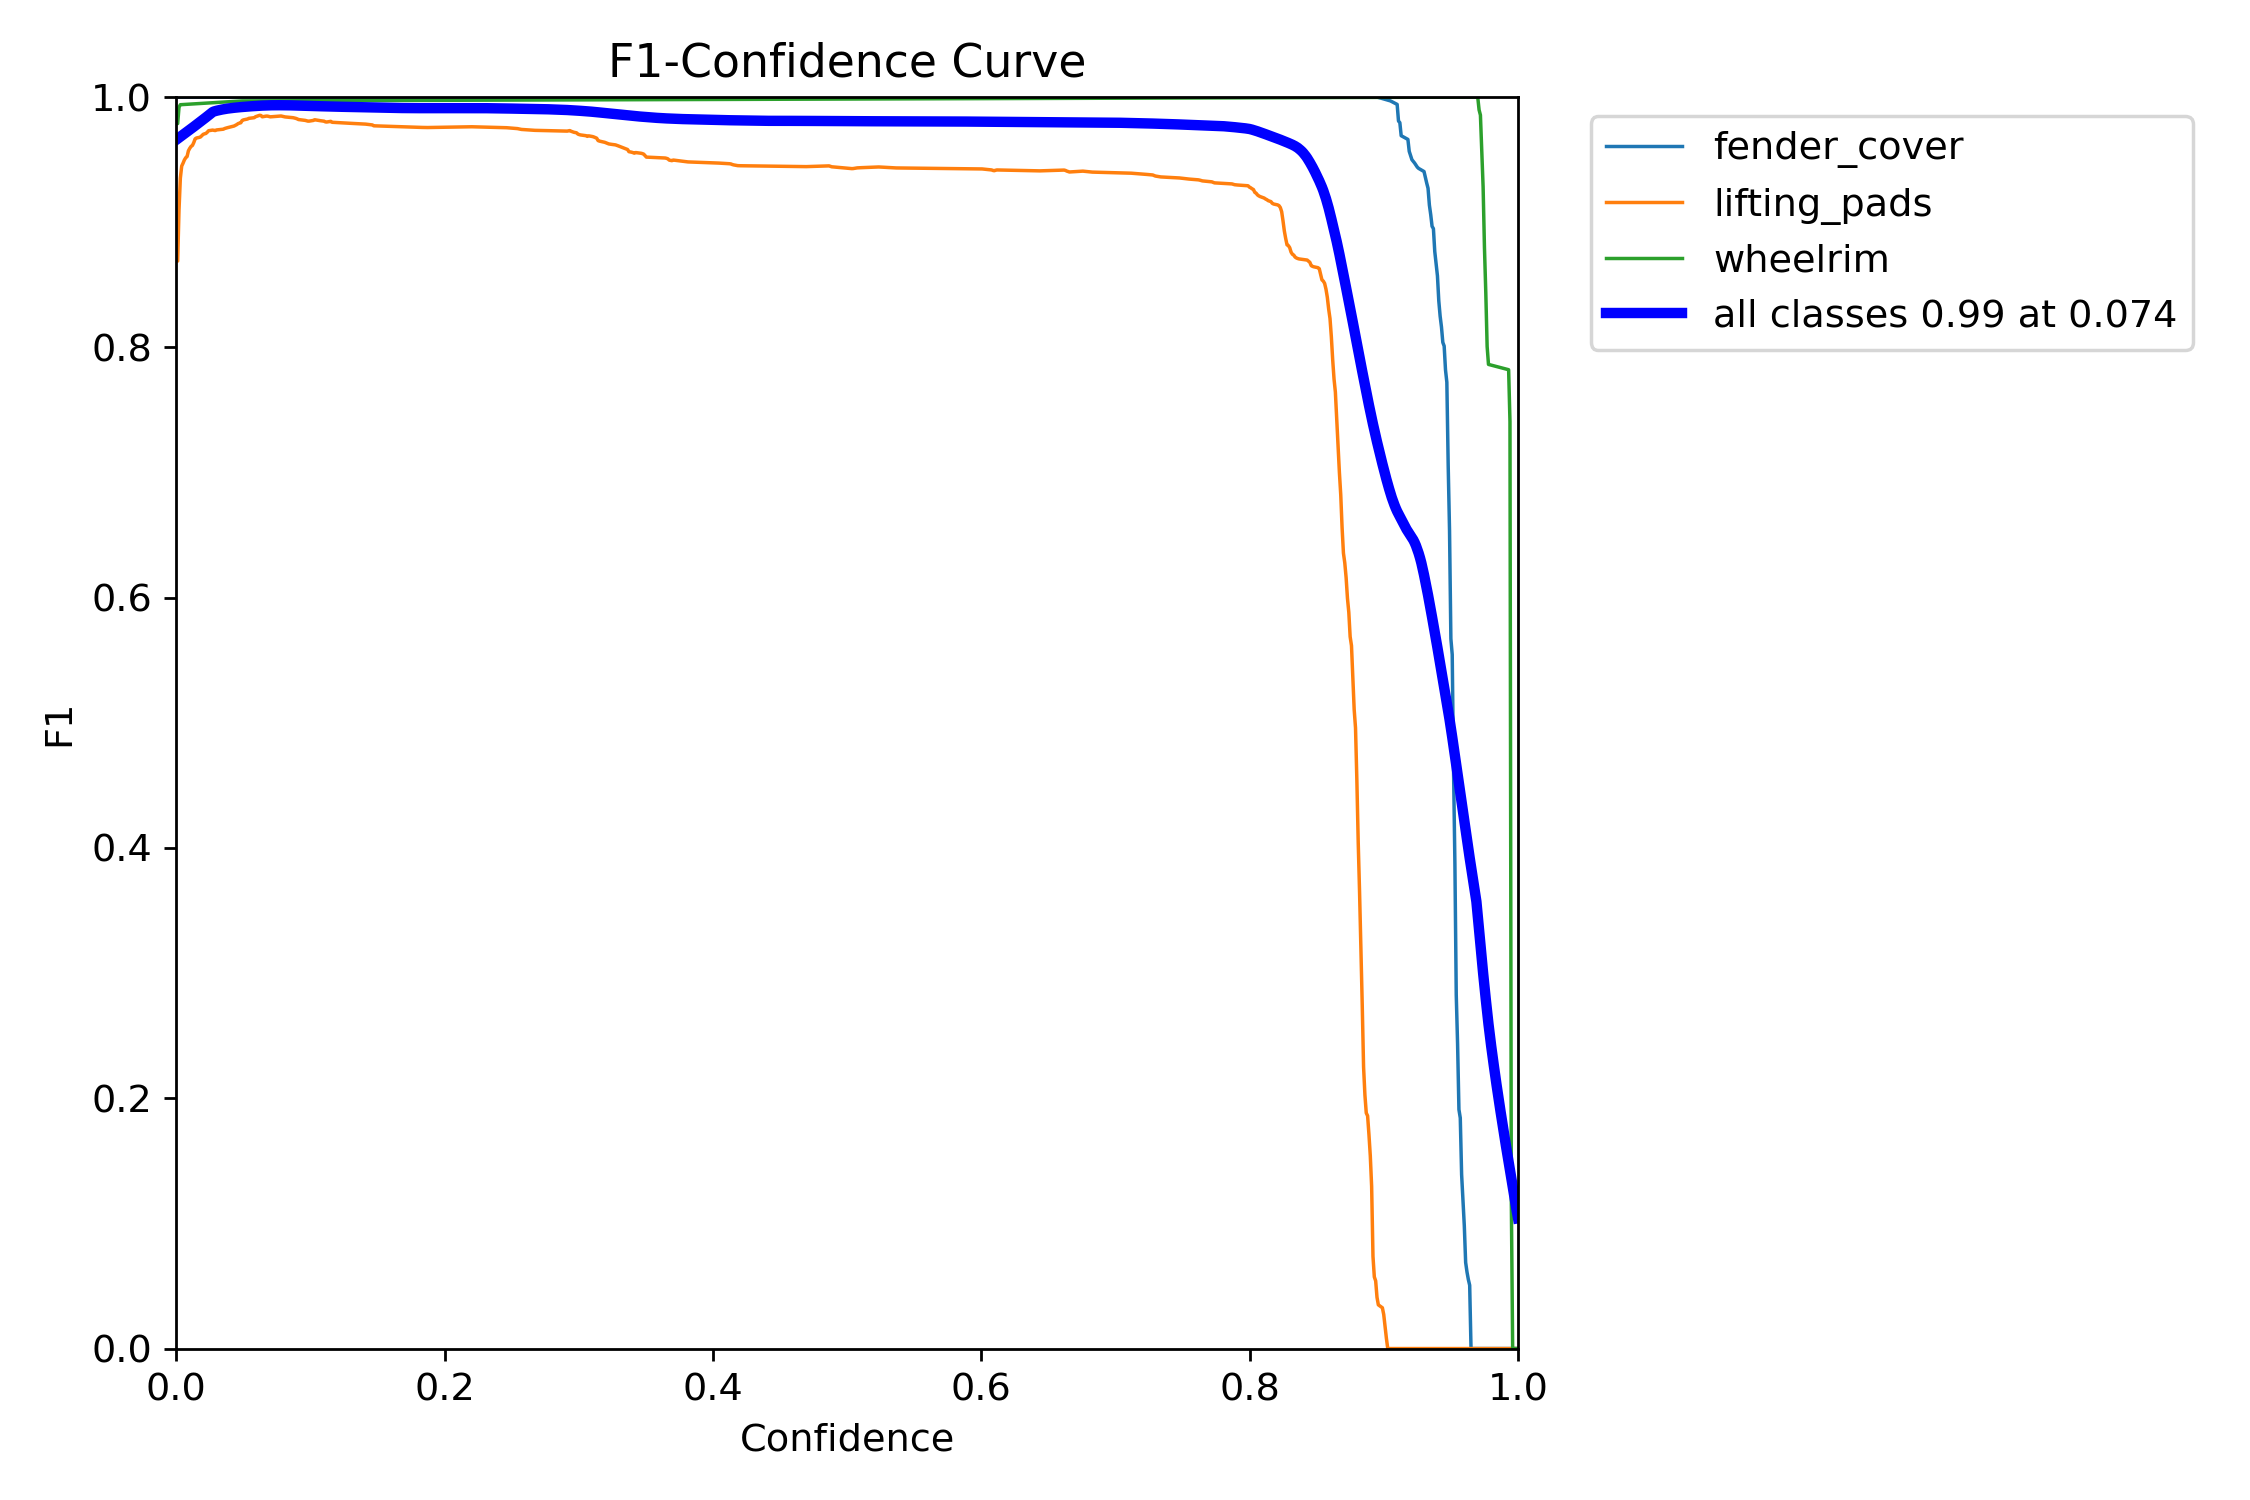 F1-Confidence Curve
1.0
0.8
0.6
0.4
0.2
0.0
F1
0.0 0.2 0.4 0.6 0.8 1.0
Confidence
fender_cover
lifting_pads
wheelrim
all classes 0.99 at 0.074